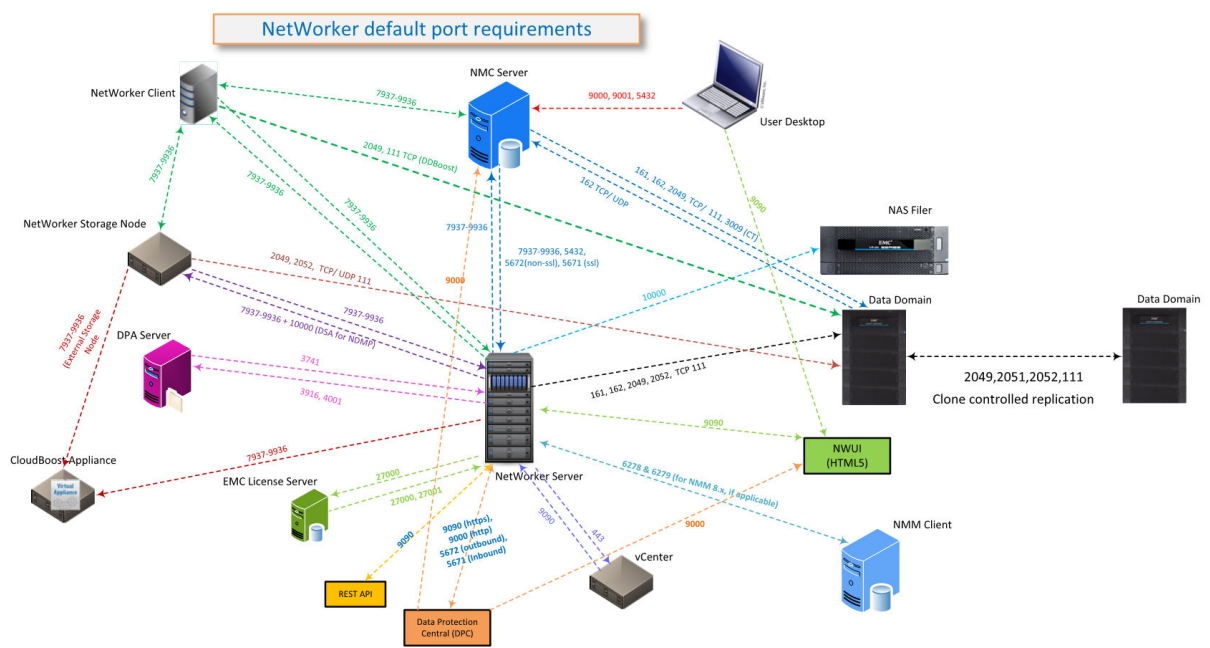 NetWorker default port requirements
NMC Server
NetWorker Client
7937-9936
9000, 9001, 5432
User Desktop
2049, 111 TCP (DDBoost)
7937-9936
7937-9936
7937-9936
161, 162, 2049, TCP/ 111, 3009 (CT)
162 TCP/ UDP
9090
NAS Filer
NetWorker Storage Node
7937-9936
7937-9936, 5432,
5672(non-ssl), 5671 (ssl)
EMC²
2049, 2052, TCP/ UDP 111
9000
10000
Data Domain
Data Domain
7937-9936
7937-9936 + 10000 (DSA for NDMP)
7937-9936
(External Storage
Node
DPA Server
3741
3916, 4001
161, 162, 2049, 2052, TCP 111
2049,2051,2052,111
Clone controlled replication
9090
NWUI
(HTML5)
7937-9936
CloudBoost Appliance
Virtual
Appliance
EMC License Server
27000
27000, 27001
NetWorker Server
6278 & 6279 (for NMM 8.x, if applicable)
9090
9090 (https),
9000 (http)
5672 (outbound),
5671 (Inbound)
9090
443
9000
NMM Client
vCenter
REST API
Data Protection
Central (DPC)